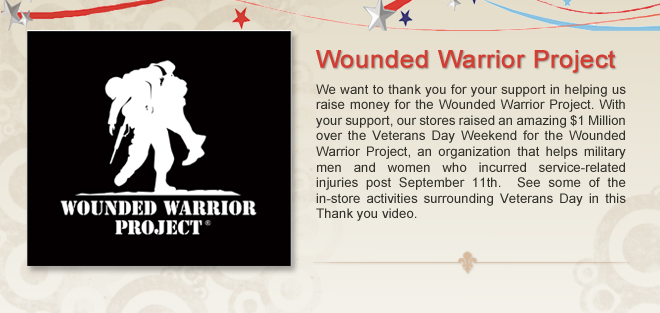 Wounded Warrior Project
We want to thank you for your support in helping us
raise money for the Wounded Warrior Project. With
your support, our stores raised an amazing $1 Million
over the Veterans Day Weekend for the Wounded
Warrior Project, an organization that helps military
men and women who incurred service-related
injuries post September 11th. See some of the
in-store activities surrounding Veterans Day in this
Thank you video.
WOUNDED WARRIOR
PROJECT®